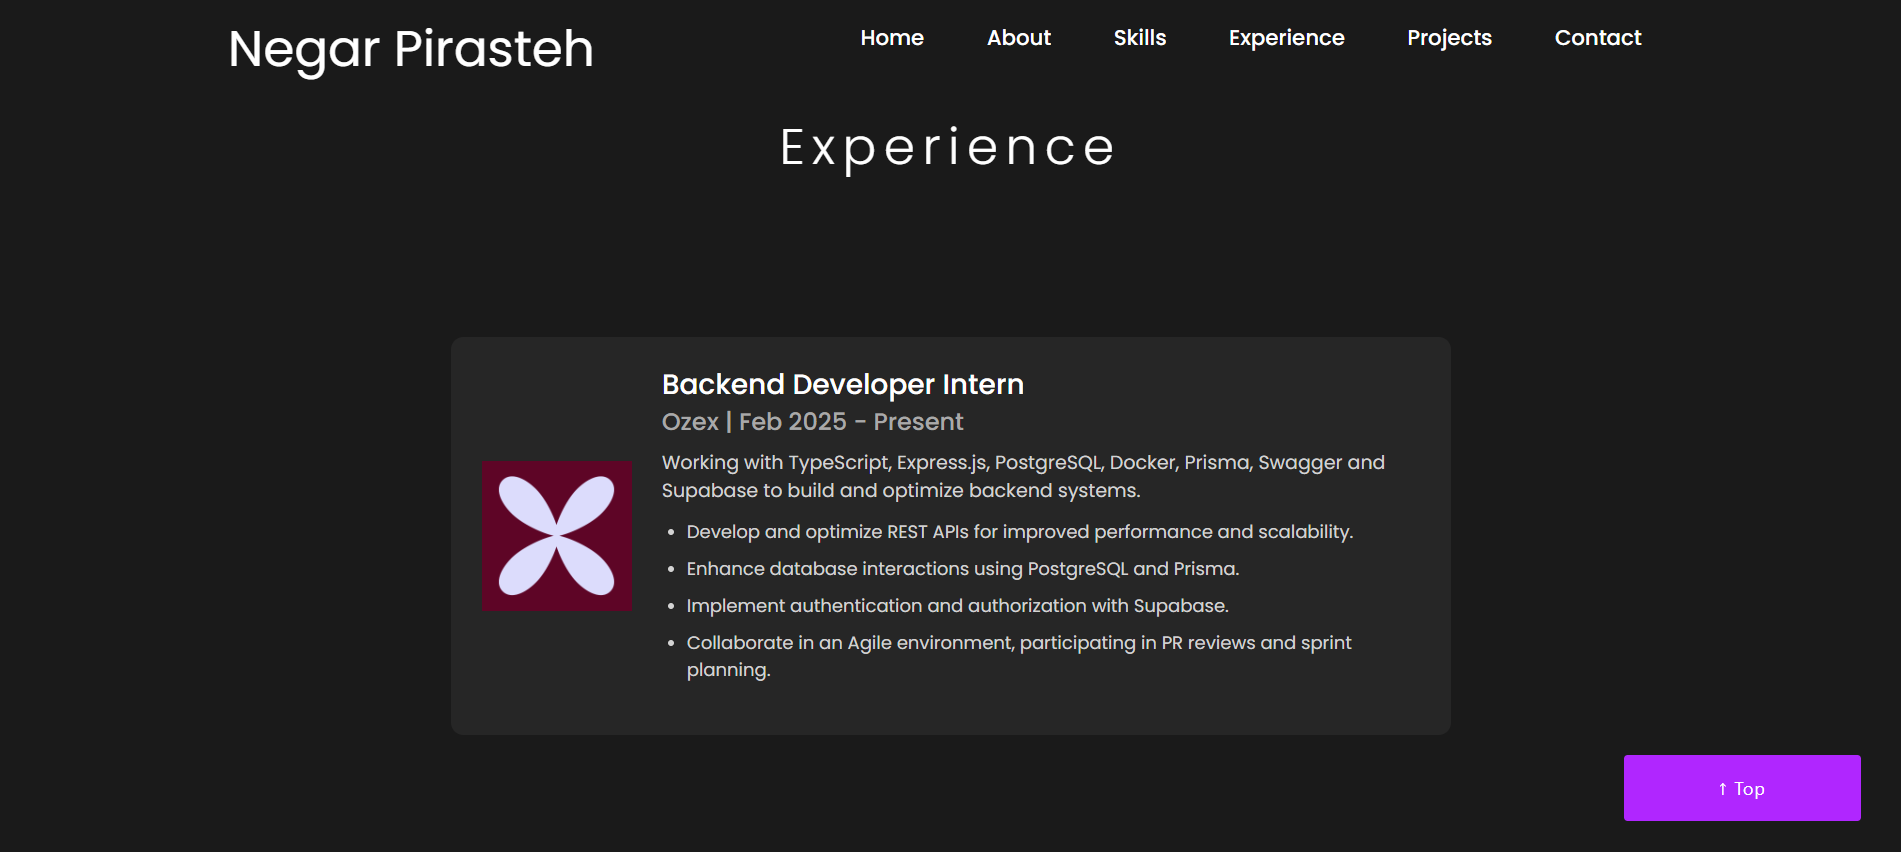 Negar Pirasteh
Home About Skills Experience Projects Contact
Experience
Backend Developer Intern
Ozex | Feb 2025 - Present
Working with TypeScript, Express.js, PostgreSQL, Docker, Prisma, Swagger and
Supabase to build and optimize backend systems.
• Develop and optimize REST APIs for improved performance and scalability.
• Enhance database interactions using PostgreSQL and Prisma.
• Implement authentication and authorization with Supabase.
• Collaborate in an Agile environment, participating in PR reviews and sprint
planning.
↑ Top